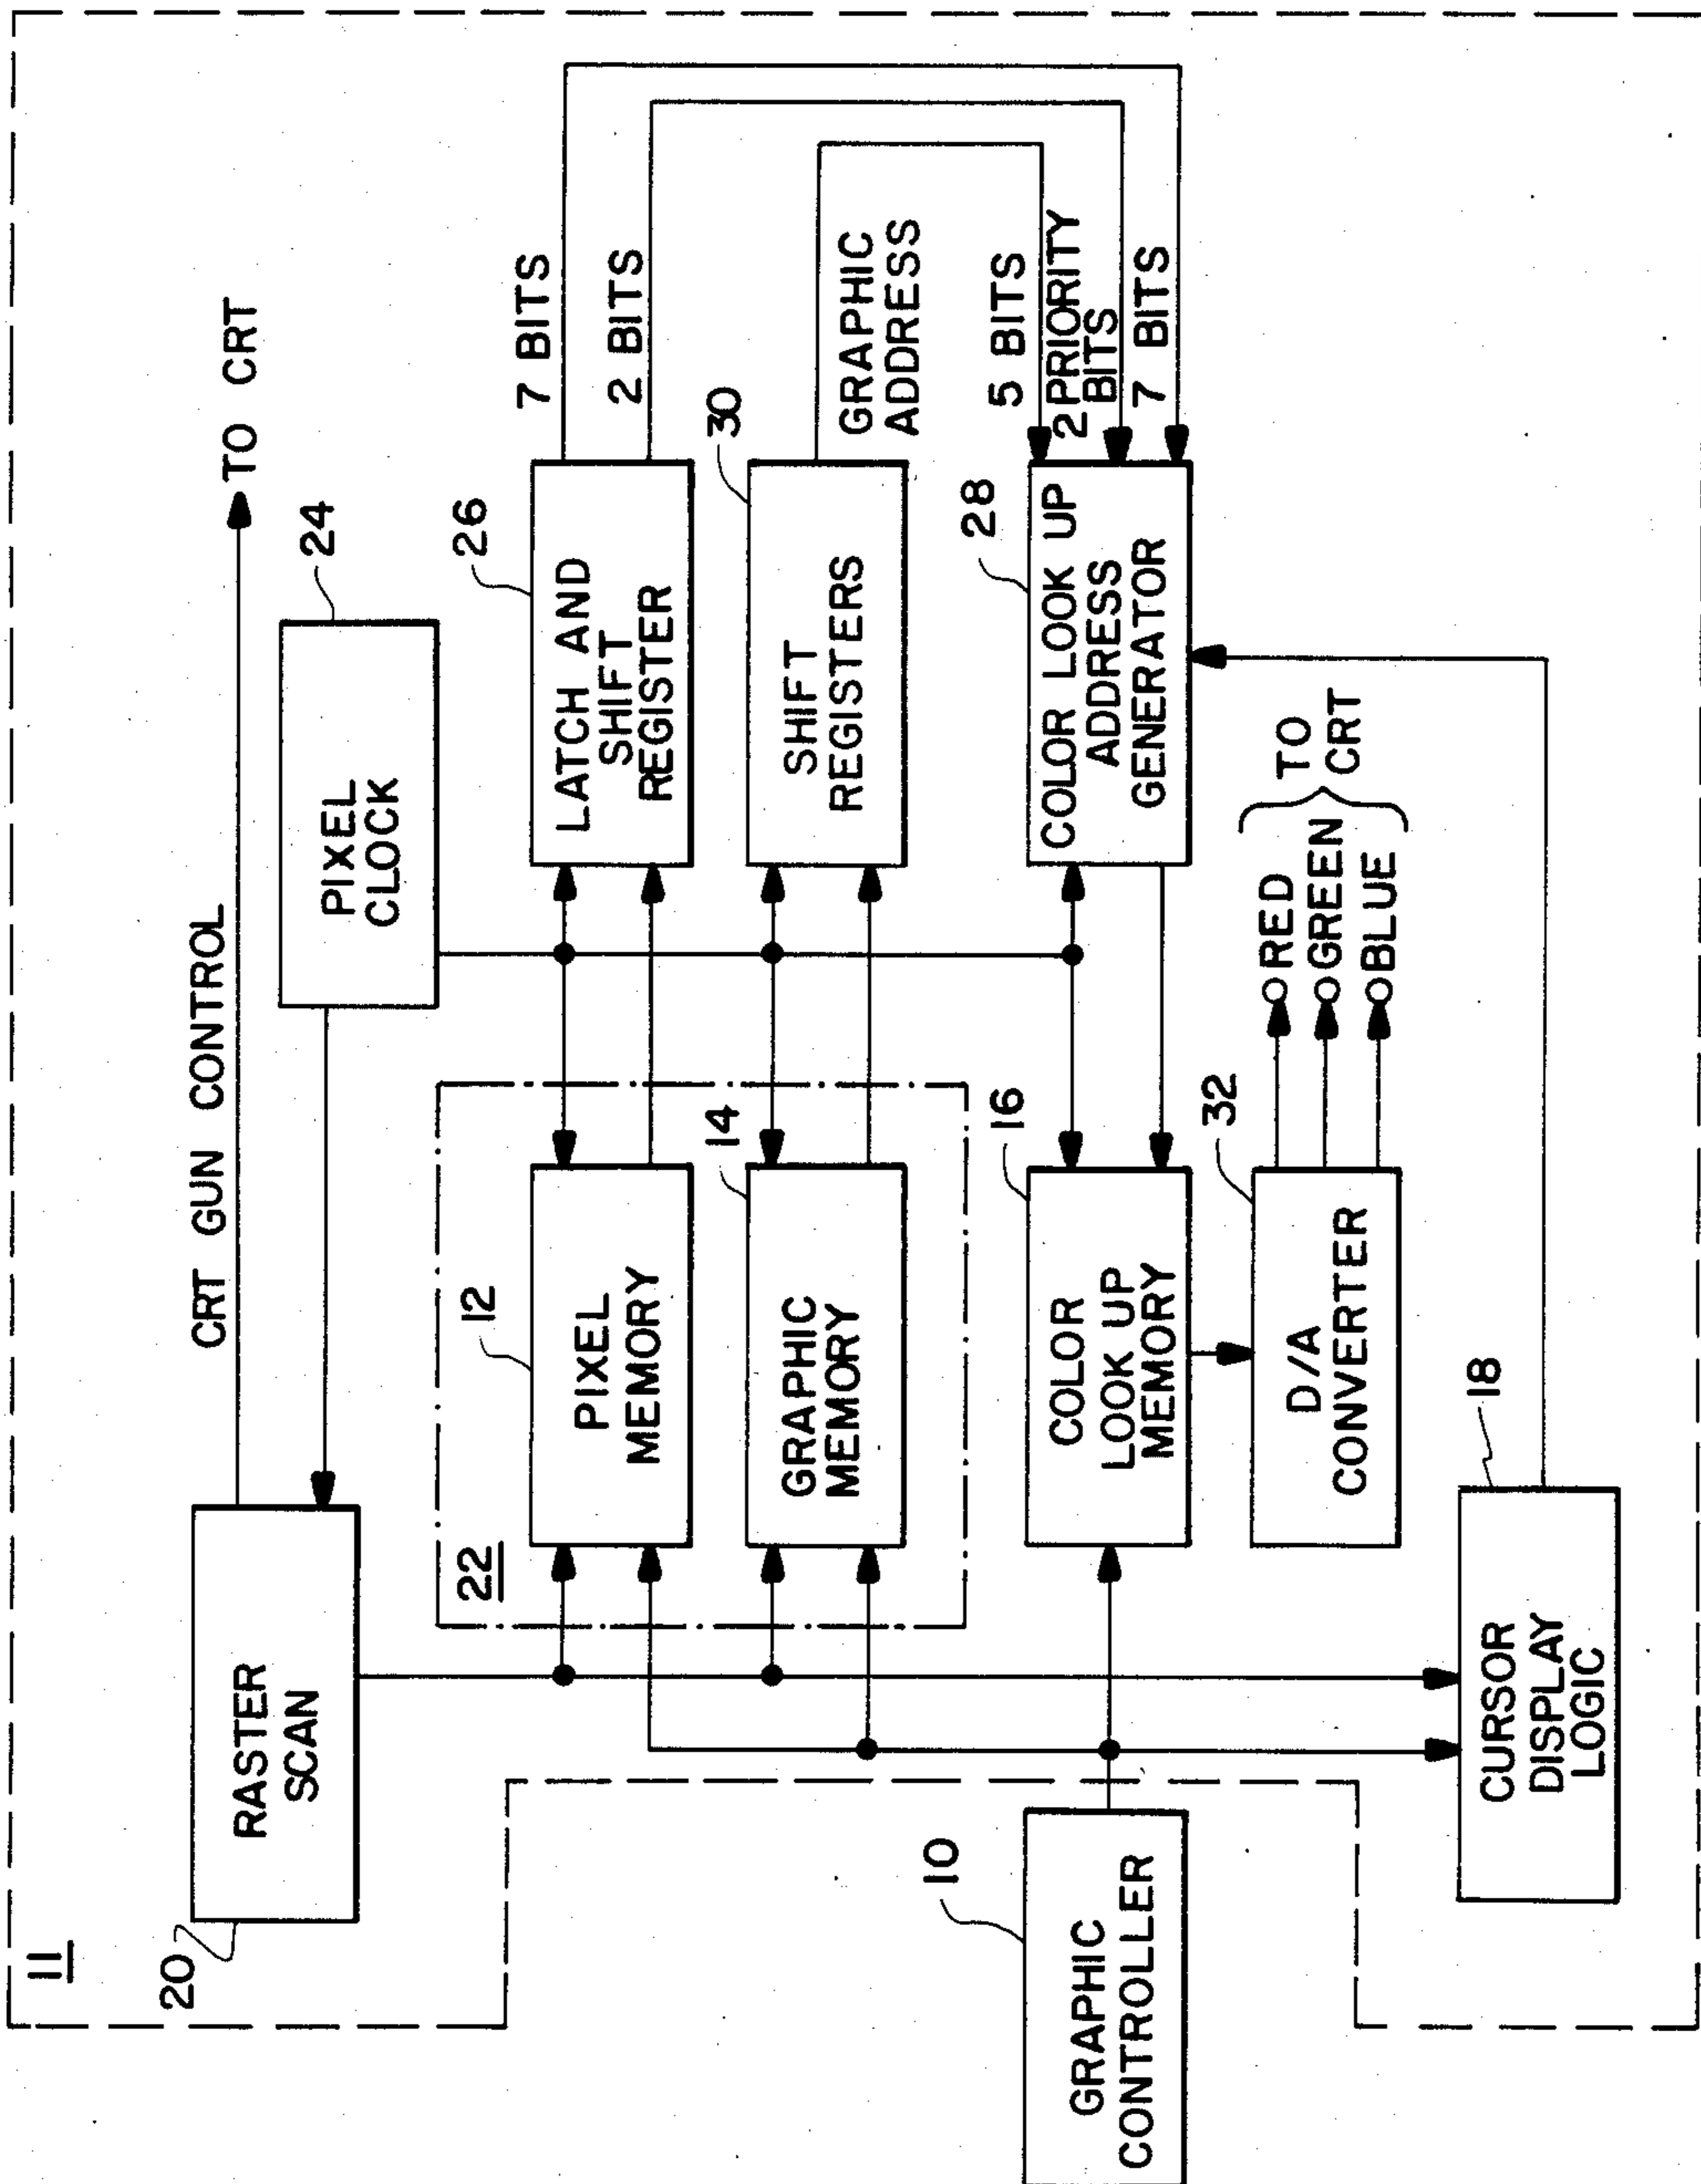 11
20
RASTER
SCAN
CRT GUN CONTROL
TO CRT
24
PIXEL
CLOCK
22
12
PIXEL
MEMORY
14
GRAPHIC
MEMORY
26
LATCH AND
SHIFT
REGISTER
7 BITS
2 BITS
30
SHIFT
REGISTERS
GRAPHIC
ADDRESS
10
GRAPHIC
CONTROLLER
16
COLOR
LOOK UP
MEMORY
28
COLOR LOOK UP
ADDRESS
GENERATOR
5 BITS
2 PRIORITY
BITS
7 BITS
32
D/A
CONVERTER
RED
GREEN
BLUE
TO
CRT
18
CURSOR
DISPLAY
LOGIC